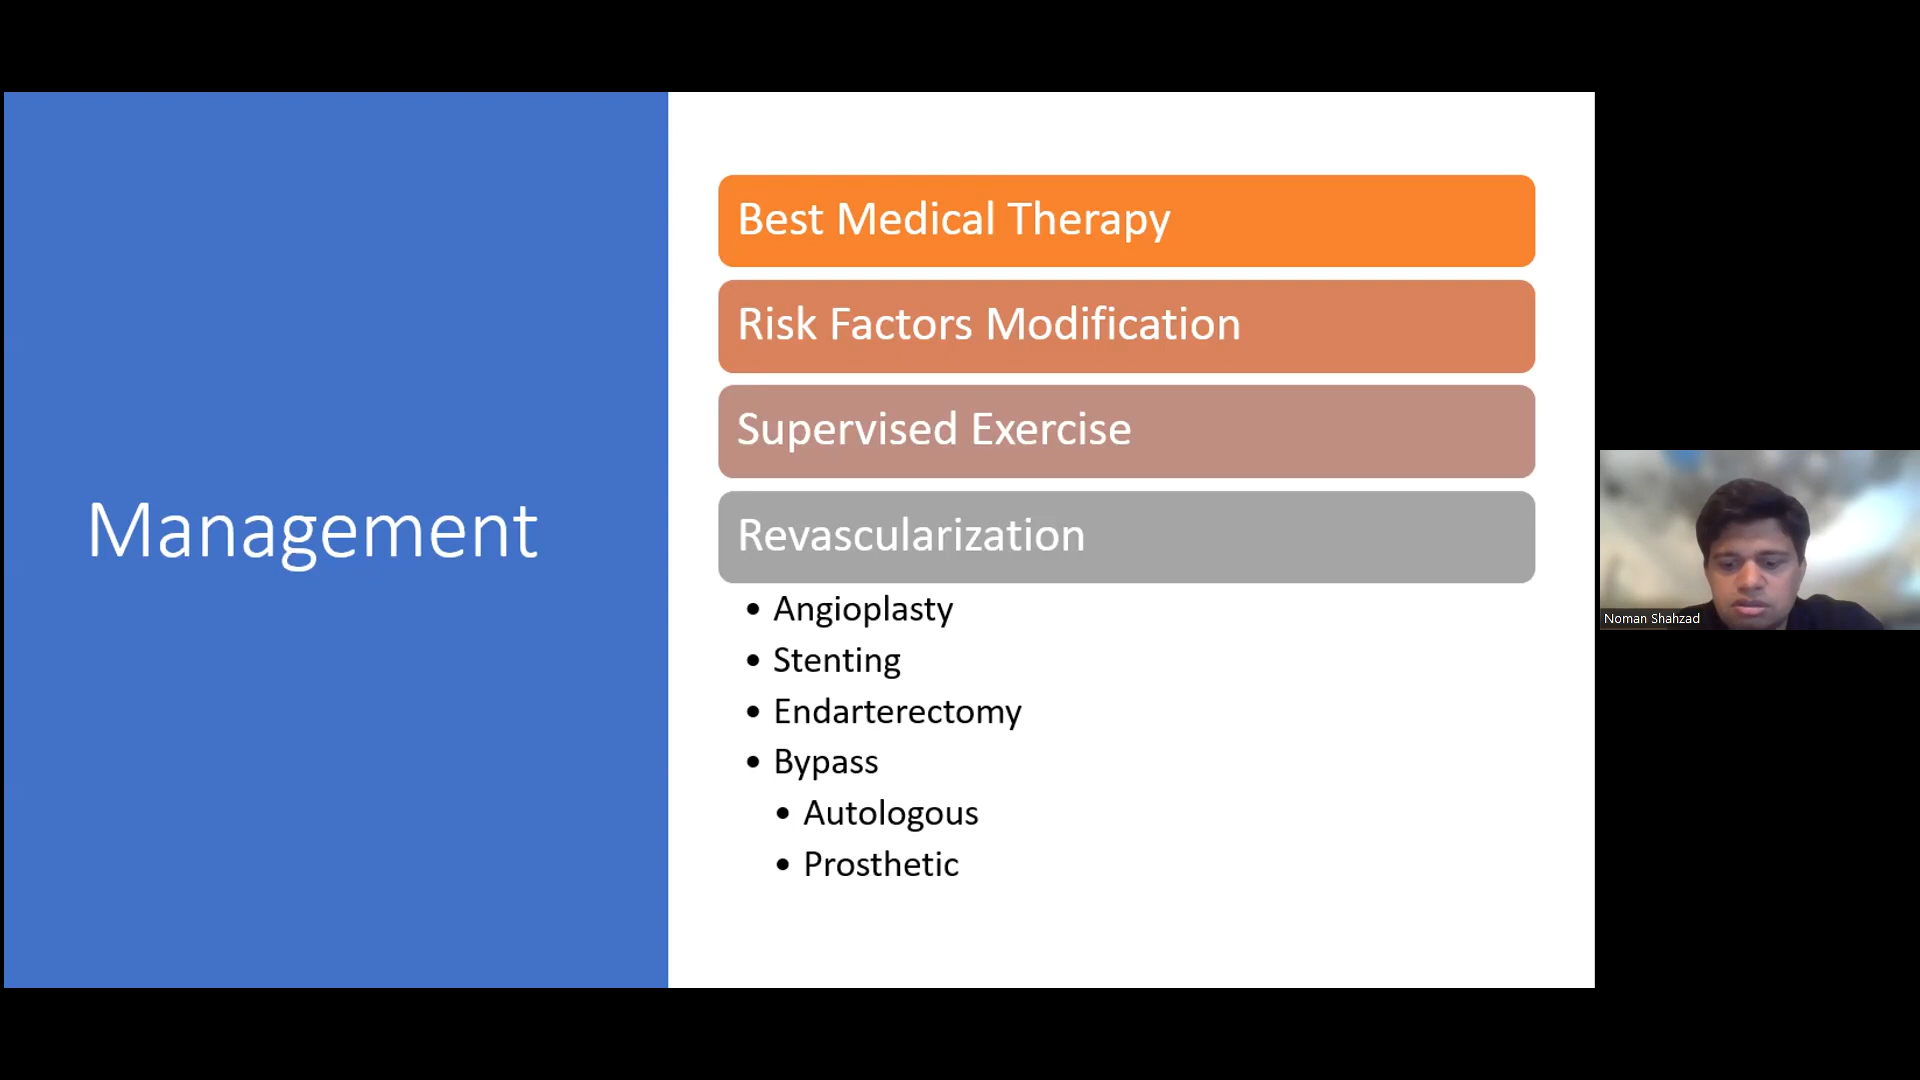 Management
Best Medical Therapy
Risk Factors Modification
Supervised Exercise
Revascularization
• Angioplasty
• Stenting
• Endarterectomy
• Bypass
• Autologous
• Prosthetic
Noman Shahzad